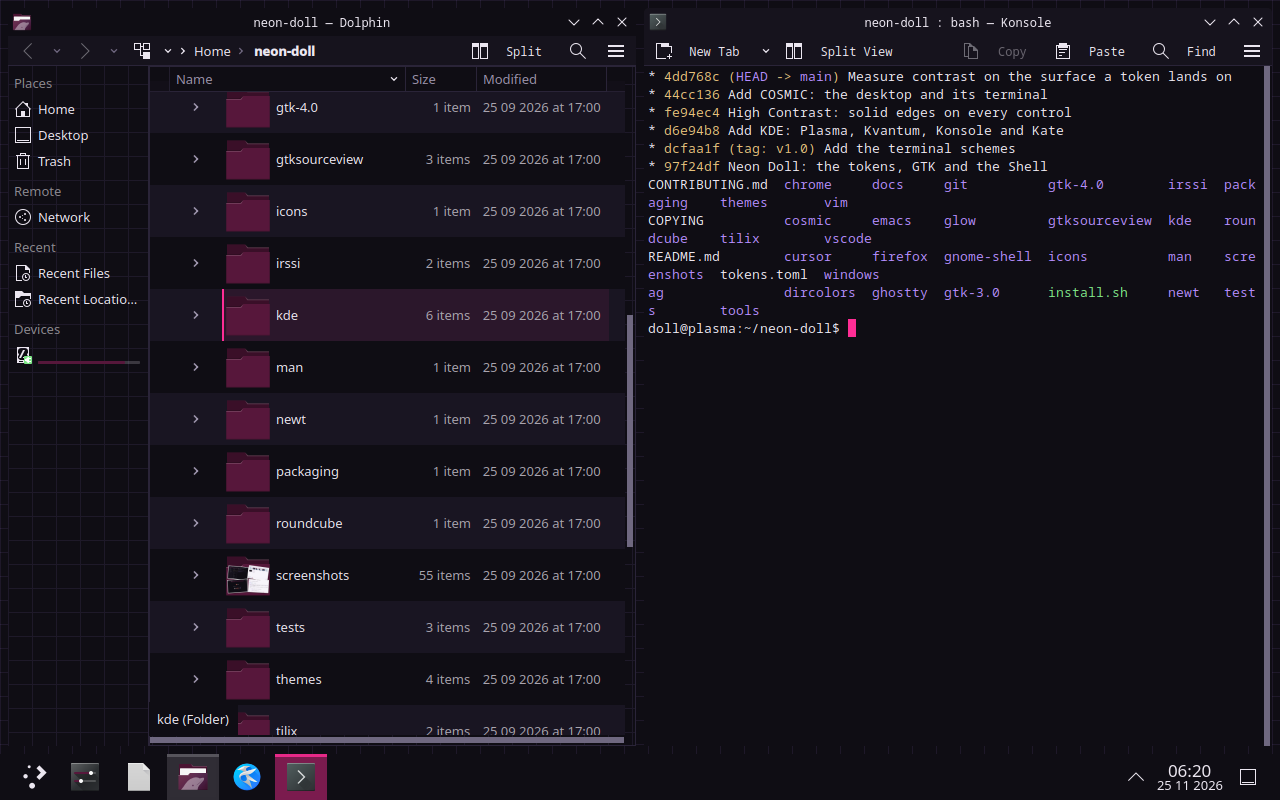 neon-doll — Dolphin
Home
neon-doll
Split
Places
Home
Desktop
Trash
Remote
Network
Recent
Recent Files
Recent Locatio...
Devices
Name Size Modified
gtk-4.0 1 item 25 09 2026 at 17:00
gtksourceview 3 items 25 09 2026 at 17:00
icons 1 item 25 09 2026 at 17:00
irssi 2 items 25 09 2026 at 17:00
kde 6 items 25 09 2026 at 17:00
man 1 item 25 09 2026 at 17:00
newt 1 item 25 09 2026 at 17:00
packaging 1 item 25 09 2026 at 17:00
roundcube 1 item 25 09 2026 at 17:00
screenshots 55 items 25 09 2026 at 17:00
tests 3 items 25 09 2026 at 17:00
themes 4 items 25 09 2026 at 17:00
tilix 2 items 25 09 2026 at 17:00
kde (Folder)
neon-doll : bash — Konsole
New Tab Split View Copy Paste Find
* 4dd768c (HEAD -> main) Measure contrast on the surface a token lands on
* 44cc136 Add COSMIC: the desktop and its terminal
* fe94ec4 High Contrast: solid edges on every control
* d6e94b8 Add KDE: Plasma, Kvantum, Konsole and Kate
* dcfaa1f (tag: v1.0) Add the terminal schemes
* 97f24df Neon Doll: the tokens, GTK and the Shell
CONTRIBUTING.md chrome docs git gtk-4.0 irssi pack
aging themes vim
COPYING cosmic emacs glow gtksourceview kde roun
dcube tilix vscode
README.md cursor firefox gnome-shell icons man scre
enshots tokens.toml windows
ag dircolors ghostty gtk-3.0 install.sh newt test
s tools
doll@plasma:~/neon-doll$
06:20
25 11 2026